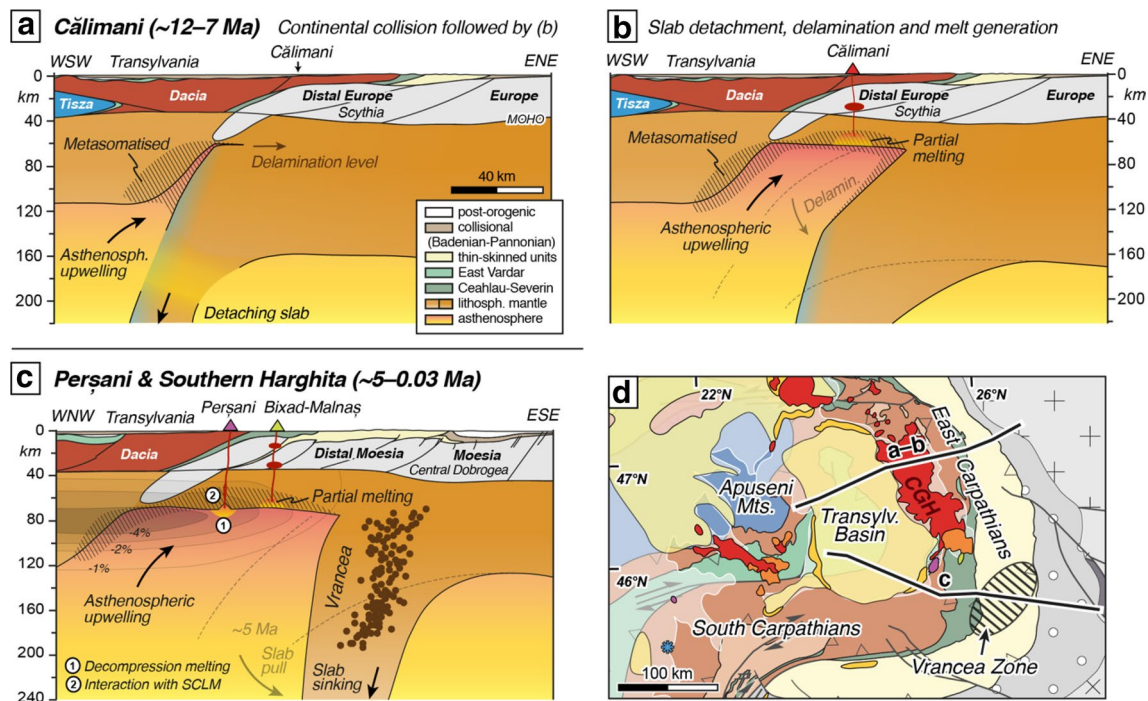 a Călimani (~12–7 Ma) Continental collision followed by (b)
WSW Transylvania Călimani ENE
0
km
40
80
120
160
200
Tisza
Dacia
Distal Europe
Scythia
Europe
MOHO
Metasomatised
Delamination level
40 km
Asthenosph.
upwelling
Detaching slab
post-orogenic
collisional
(Badenian-Pannonian)
thin-skinned units
East Vardar
Ceahlau-Severin
lithosph. mantle
asthenosphere
b Slab detachment, delamination and melt generation
WSW Transylvania Călimani ENE
0
km
40
80
120
160
200
Tisza
Dacia
Distal Europe
Scythia
Europe
Metasomatised
Partial
melting
Delamin.
Asthenospheric
upwelling
c Perșani & Southern Harghita (~5–0.03 Ma)
WNW Transylvania Perșani Bixad-Malnaș ESE
0
km
40
80
120
160
200
240
Dacia
Distal Moesia
Moesia
Central Dobrogea
2
Partial melting
1
-4%
-2%
-1%
Asthenospheric
upwelling
Vrancea
~5 Ma
Slab
pull
Slab
sinking
1 Decompression melting
2 Interaction with SCLM
d
22°N
26°N
47°N
46°N
a–b
CGH
East Carpathians
Apuseni
Mts.
Transylv.
Basin
c
South Carpathians
Vrancea Zone
100 km